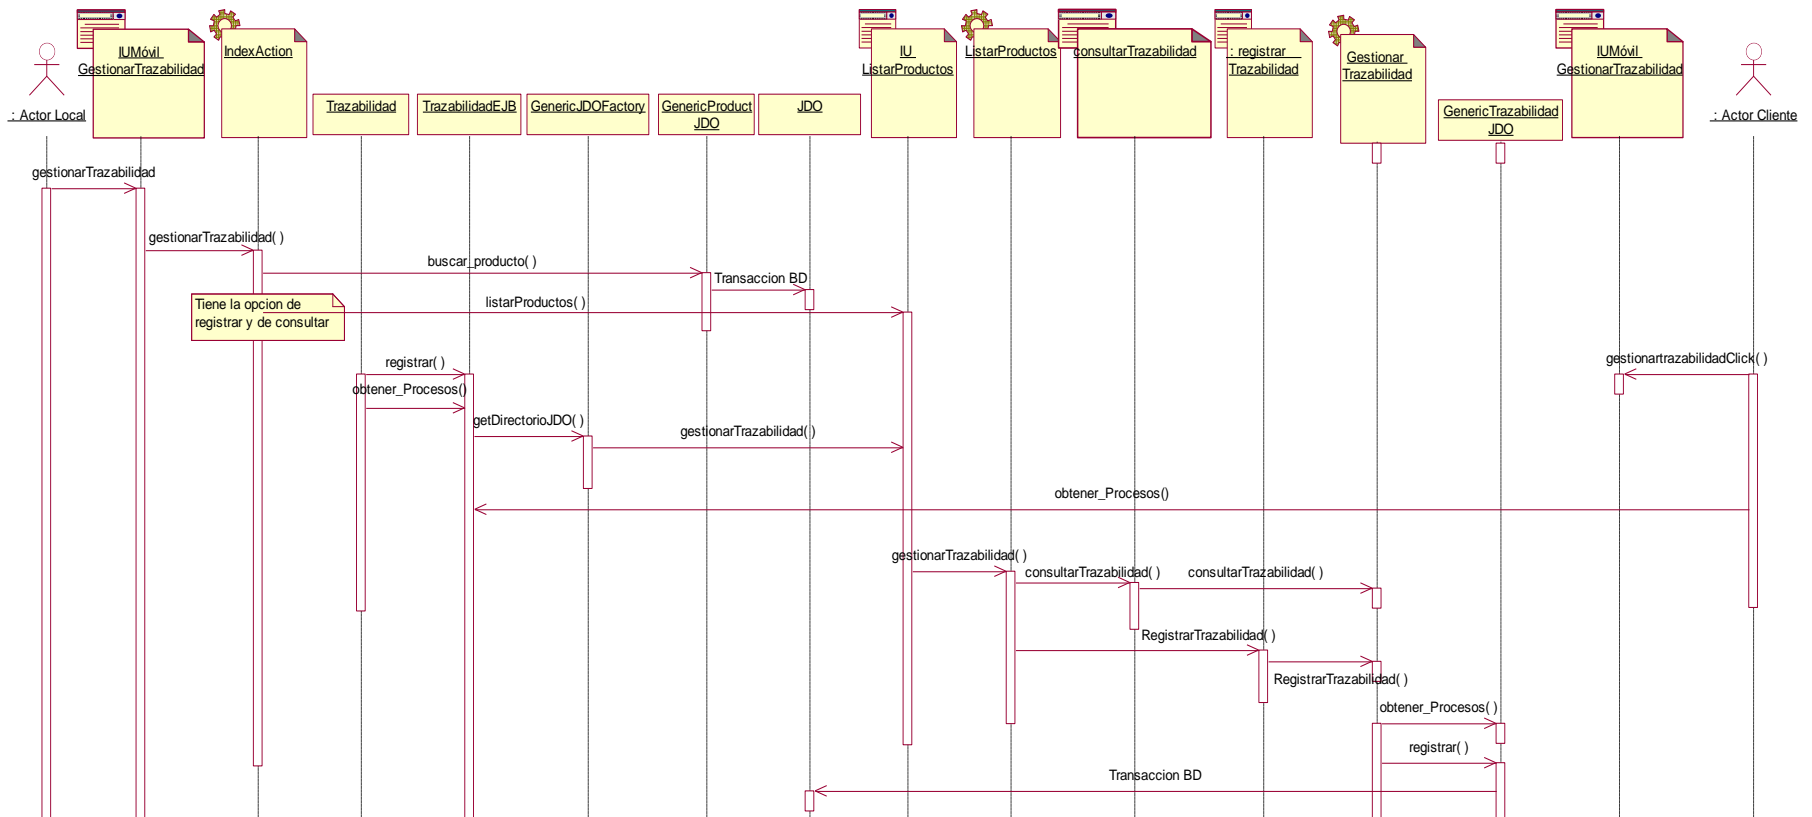 IUMóvil
GestionarTrazabilidad
IndexAction
IU
ListarProductos
ListarProductos
consultarTrazabilidad
: registrar
Trazabilidad
Gestionar
Trazabilidad
IUMóvil
GestionarTrazabilidad
: Actor Local
Trazabilidad
TrazabilidadEJB
GenericJDOFactory
GenericProduct
JDO
JDO
GenericTrazabilidad
JDO
: Actor Cliente
gestionarTrazabilidad
gestionarTrazabilidad( )
buscar_producto( )
Transaccion BD
Tiene la opcion de
registrar y de consultar
listarProductos( )
registrar( )
gestionartrazabilidadClick( )
obtener_Procesos()
getDirectorioJDO( )
gestionarTrazabilidad( )
obtener_Procesos()
gestionarTrazabilidad( )
consultarTrazabilidad( )
consultarTrazabilidad( )
RegistrarTrazabilidad( )
RegistrarTrazabilidad( )
obtener_Procesos( )
registrar( )
Transaccion BD